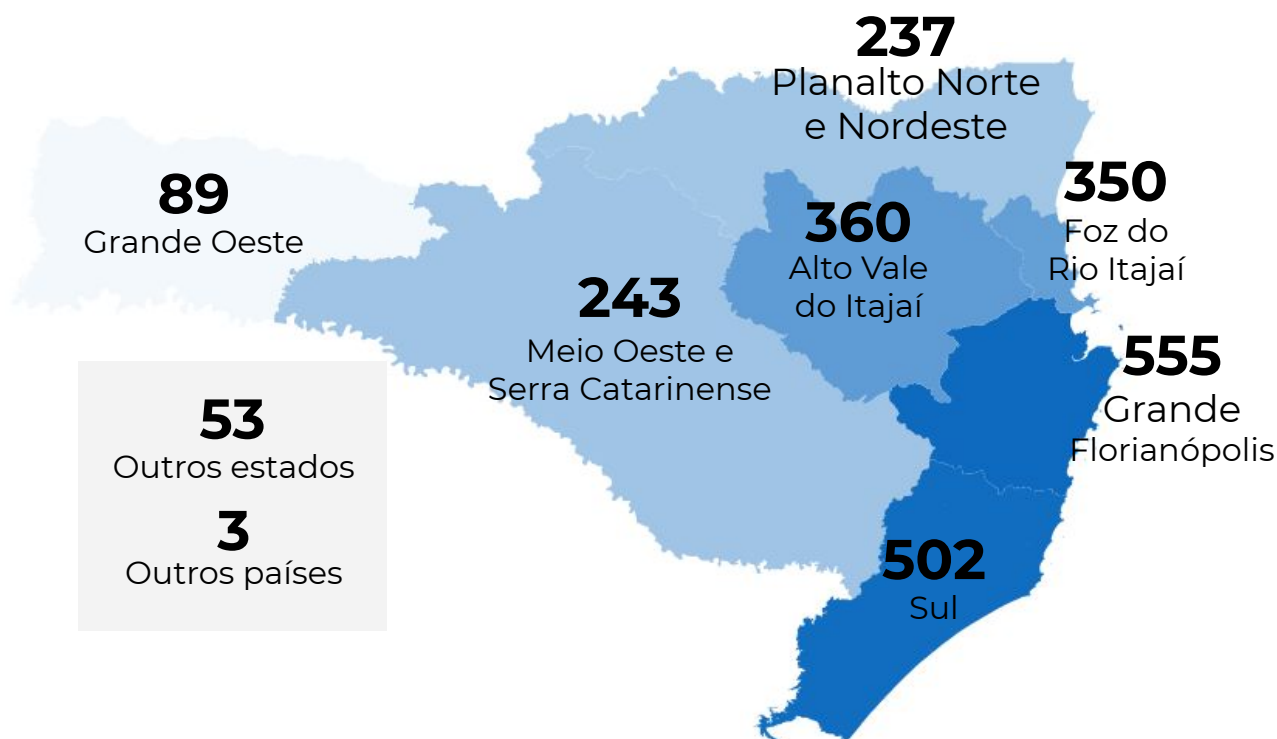 237
Planalto Norte
e Nordeste
89
Grande Oeste
360
Alto Vale
do Itajaí
350
Foz do
Rio Itajaí
243
Meio Oeste e
Serra Catarinense
555
Grande
Florianópolis
53
Outros estados
3
Outros países
502
Sul